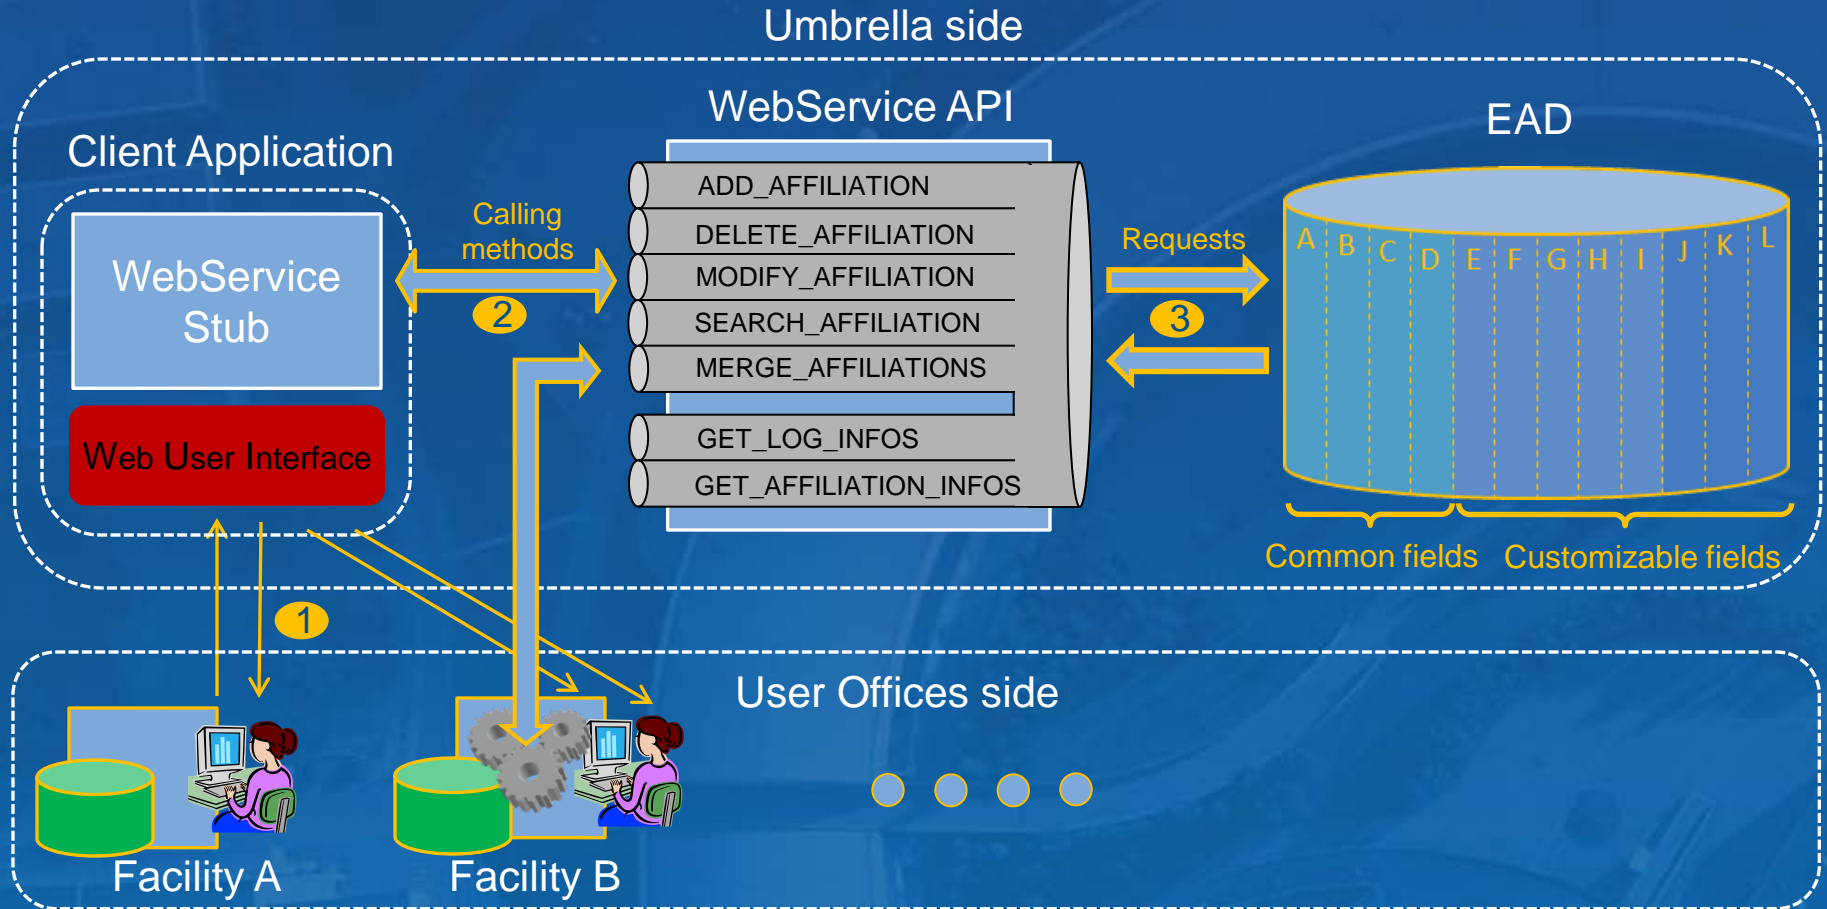 Umbrella side
WebService API
EAD
Client Application
WebService
Stub
Web User Interface
Calling
methods
2
ADD_AFFILIATION
DELETE_AFFILIATION
MODIFY_AFFILIATION
SEARCH_AFFILIATION
MERGE_AFFILIATIONS
GET_LOG_INFOS
GET_AFFILIATION_INFOS
Requests
3
A B C D E F G H I J K L
Common fields
Customizable fields
1
User Offices side
Facility A
Facility B